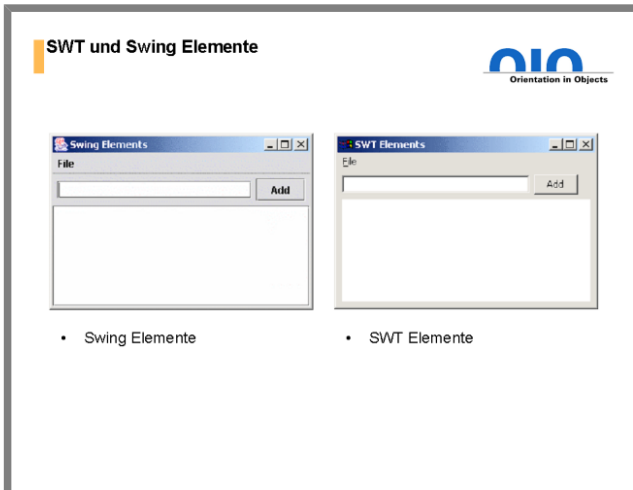 SWT und Swing Elemente
OIO
Orientation in Objects
Swing Elements
File
Add
SWT Elements
File
Add
• Swing Elemente
• SWT Elemente